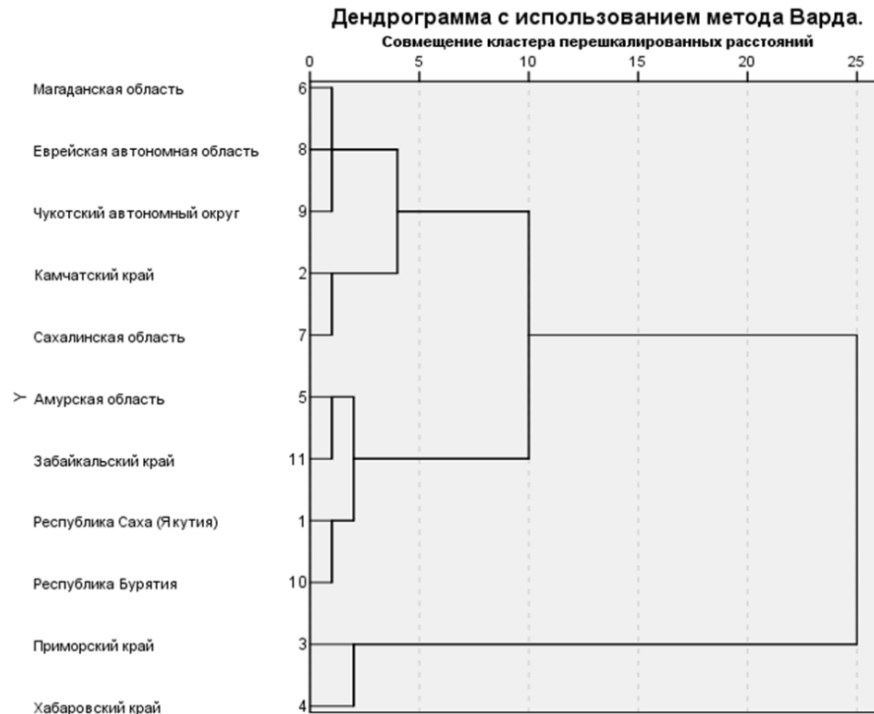 Дендрограмма с использованием метода Варда.
Совмещение кластера перешкалированных расстояний
0 5 10 15 20 25
Магаданская область 6
Еврейская автономная область 8
Чукотский автономный округ 9
Камчатский край 2
Сахалинская область 7
Y
Амурская область 5
Забайкальский край 11
Республика Саха (Якутия) 1
Республика Бурятия 10
Приморский край 3
Хабаровский край 4